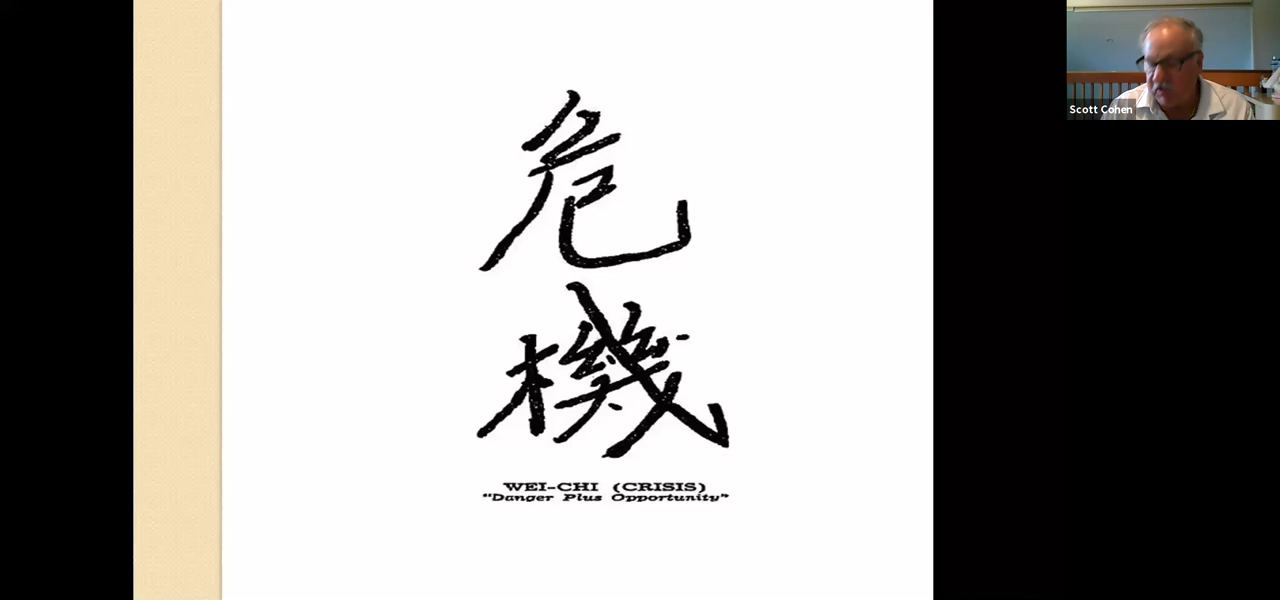 危
機
WEI-CHI (CRISIS)
"Danger Plus Opportunity"
Scott Cohen